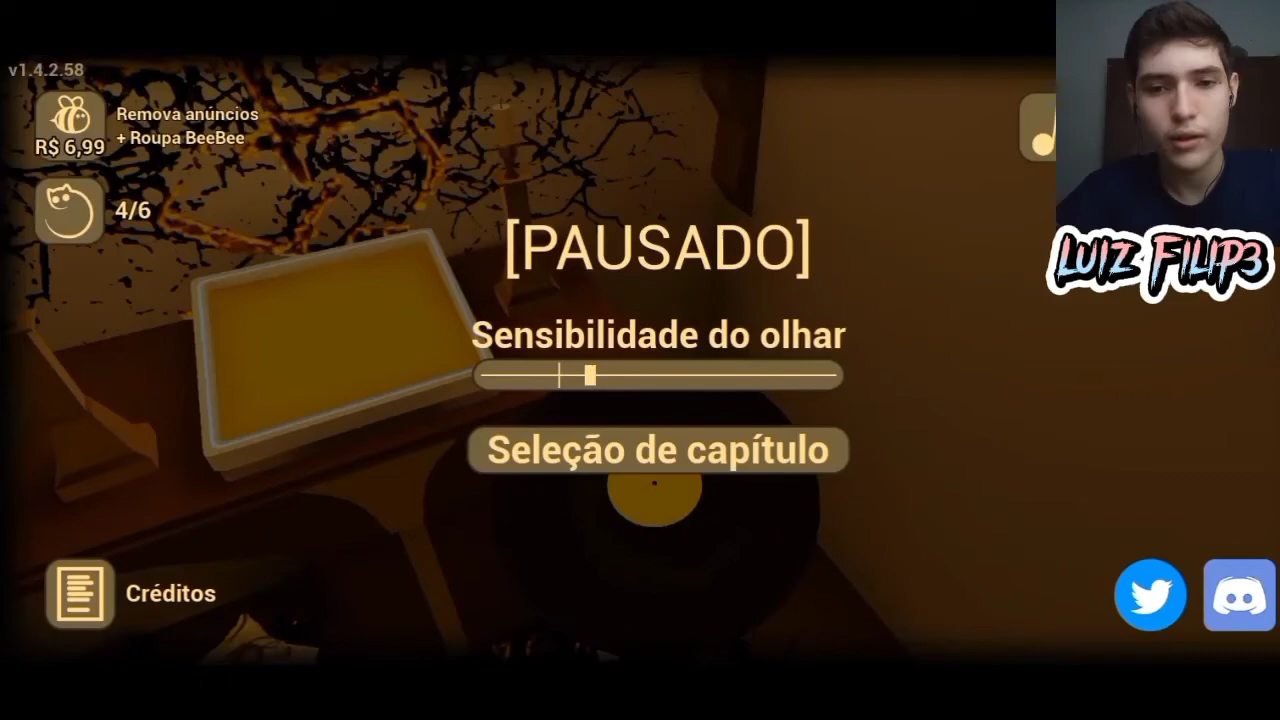 v1.4.2.58
Remova anúncios
+ Roupa BeeBee
R$ 6,99
4/6
LUIZ FILIP3
[PAUSADO]
Sensibilidade do olhar
Seleção de capítulo
Créditos